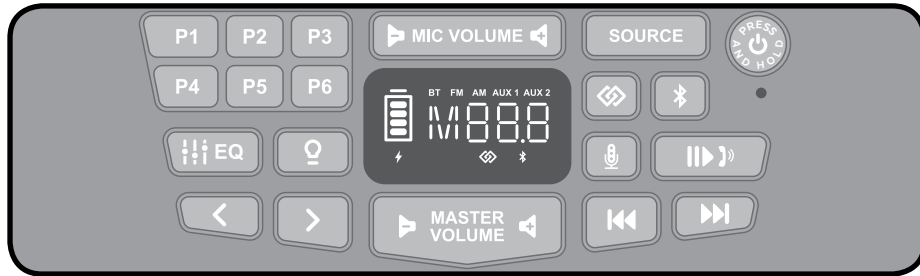 P1 P2 P3
MIC VOLUME
SOURCE
PRESS AND HOLD
P4 P5 P6
BT FM AM AUX 1 AUX 2
M88.8
EQ
MASTER
VOLUME